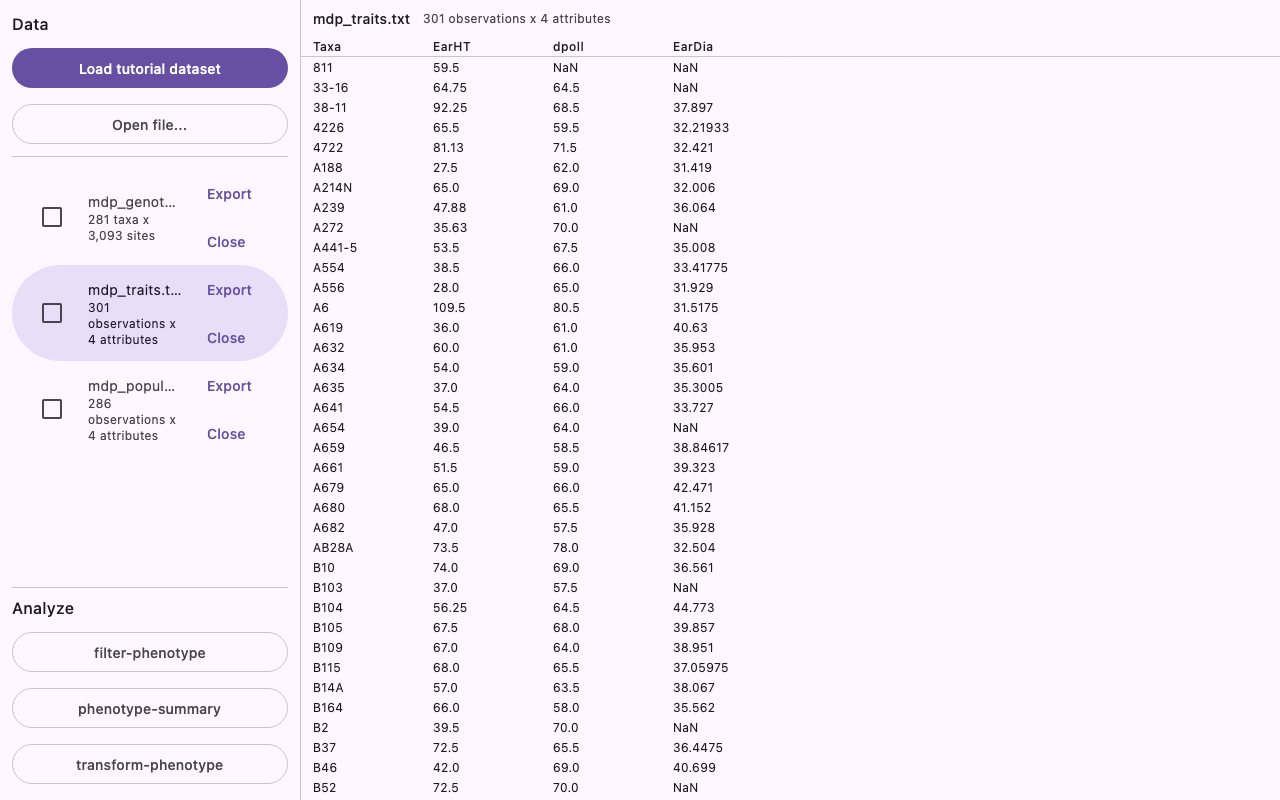 Data
Load tutorial dataset
Open file...
mdp_genot...
281 taxa x
3,093 sites
Export
Close
mdp_traits.t...
301
observations x
4 attributes
Export
Close
mdp_popul...
286
observations x
4 attributes
Export
Close
Analyze
filter-phenotype
phenotype-summary
transform-phenotype
mdp_traits.txt 301 observations x 4 attributes
Taxa EarHT dpoll EarDia
811 59.5 NaN NaN
33-16 64.75 64.5 NaN
38-11 92.25 68.5 37.897
4226 65.5 59.5 32.21933
4722 81.13 71.5 32.421
A188 27.5 62.0 31.419
A214N 65.0 69.0 32.006
A239 47.88 61.0 36.064
A272 35.63 70.0 NaN
A441-5 53.5 67.5 35.008
A554 38.5 66.0 33.41775
A556 28.0 65.0 31.929
A6 109.5 80.5 31.5175
A619 36.0 61.0 40.63
A632 60.0 61.0 35.953
A634 54.0 59.0 35.601
A635 37.0 64.0 35.3005
A641 54.5 66.0 33.727
A654 39.0 64.0 NaN
A659 46.5 58.5 38.84617
A661 51.5 59.0 39.323
A679 65.0 66.0 42.471
A680 68.0 65.5 41.152
A682 47.0 57.5 35.928
AB28A 73.5 78.0 32.504
B10 74.0 69.0 36.561
B103 37.0 57.5 NaN
B104 56.25 64.5 44.773
B105 67.5 68.0 39.857
B109 67.0 64.0 38.951
B115 68.0 65.5 37.05975
B14A 57.0 63.5 38.067
B164 66.0 58.0 35.562
B2 39.5 70.0 NaN
B37 72.5 65.5 36.4475
B46 42.0 69.0 40.699
B52 72.5 70.0 NaN